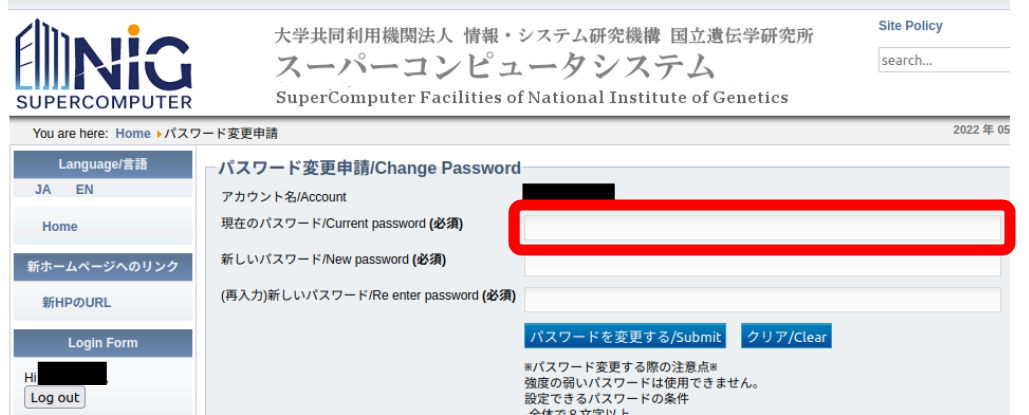 NIG
SUPERCOMPUTER
大学共同利用機関法人 情報・システム研究機構 国立遺伝学研究所
スーパーコンピュータシステム
SuperComputer Facilities of National Institute of Genetics
Site Policy
search...
You are here: Home パスワード変更申請
2022 年 05
Language/言語
JA EN
Home
新ホームページへのリンク
新HPのURL
Login Form
Hi
Log out
パスワード変更申請/Change Password
アカウント名/Account
現在のパスワード/Current password (必須)
新しいパスワード/New password (必須)
(再入力)新しいパスワード/Re enter password (必須)
パスワードを変更する/Submit クリア/Clear
※パスワード変更する際の注意点※
強度の弱いパスワードは使用できません。
設定できるパスワードの条件
全体で8文字以上